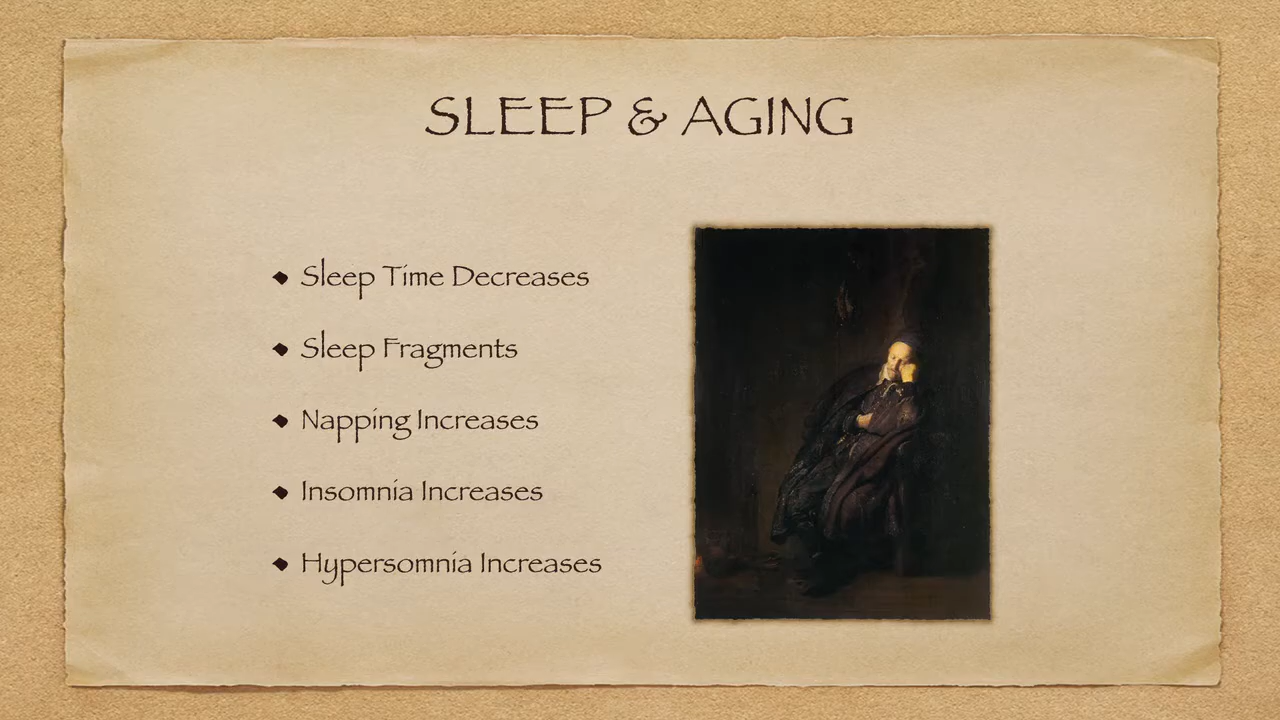 SLEEP & AGING
Sleep Time Decreases
Sleep Fragments
Napping Increases
Insomnia Increases
Hypersomnia Increases